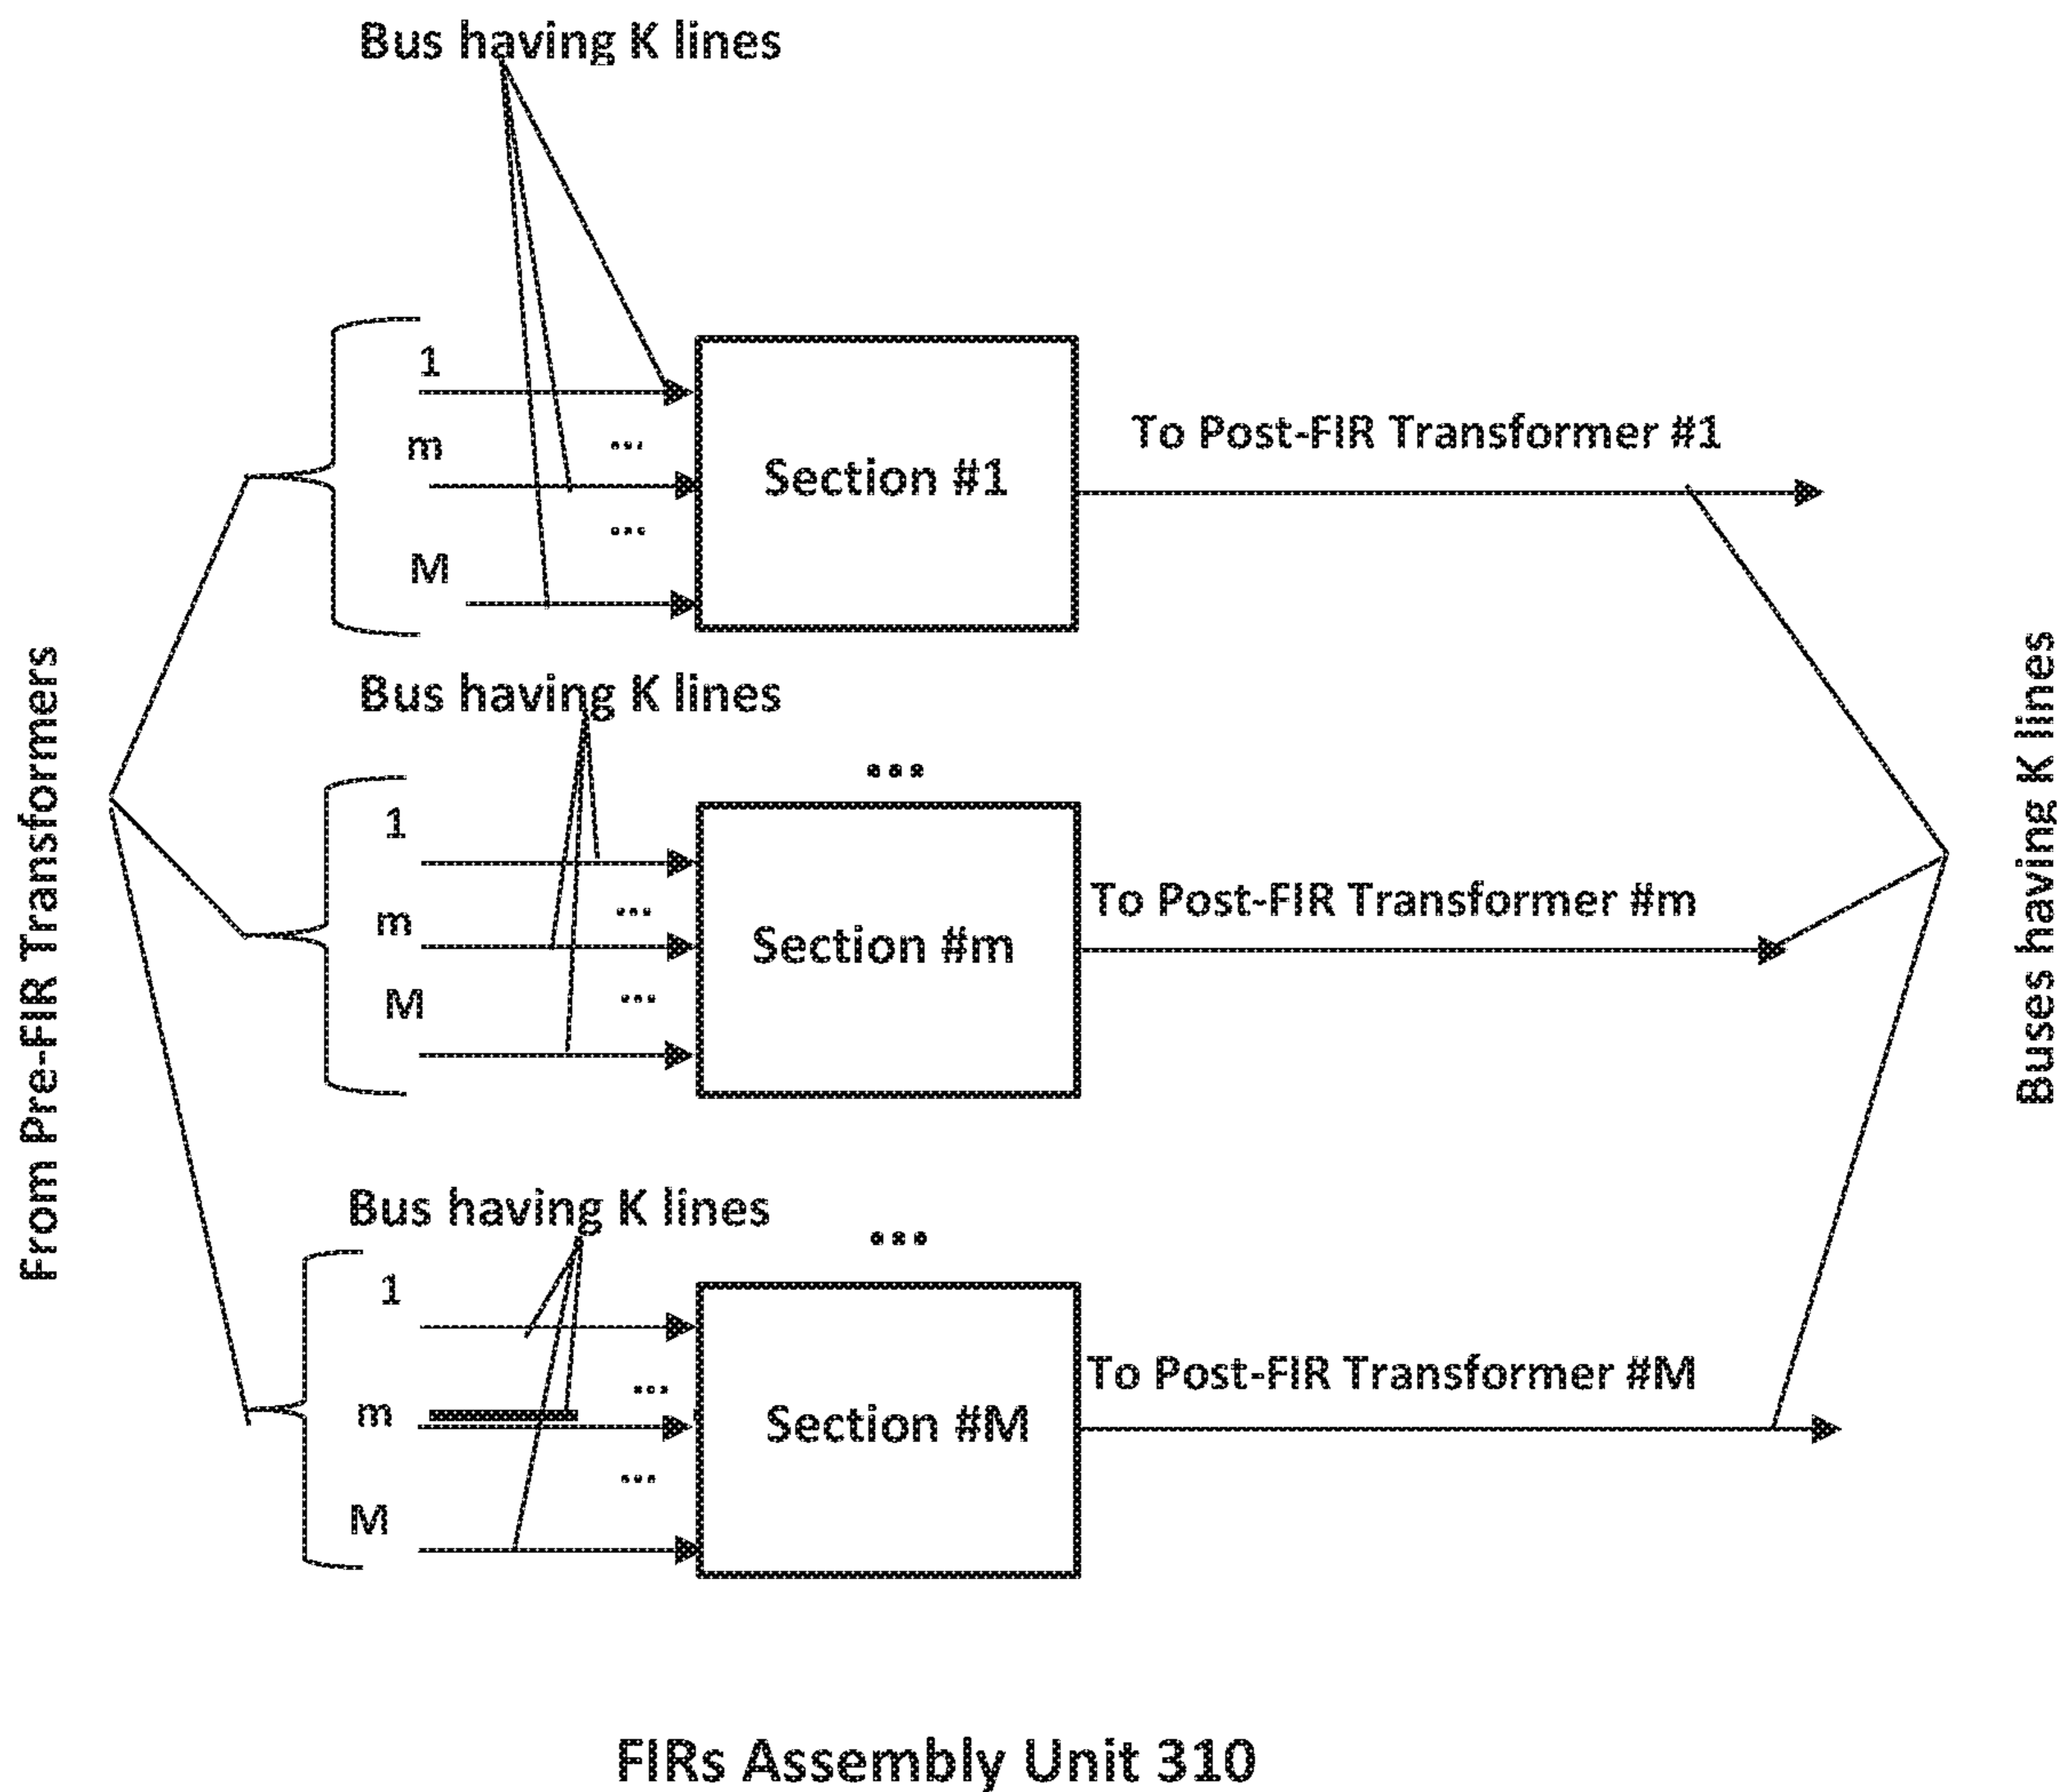 Bus having K lines
1
...
m
...
M
Section #1
To Post-FIR Transformer #1
From Pre-FIR Transformers
Buses having K lines
Bus having K lines
...
1
...
m
...
M
Section #m
To Post-FIR Transformer #m
Bus having K lines
...
1
...
m
...
M
Section #M
To Post-FIR Transformer #M
FIRs Assembly Unit 310